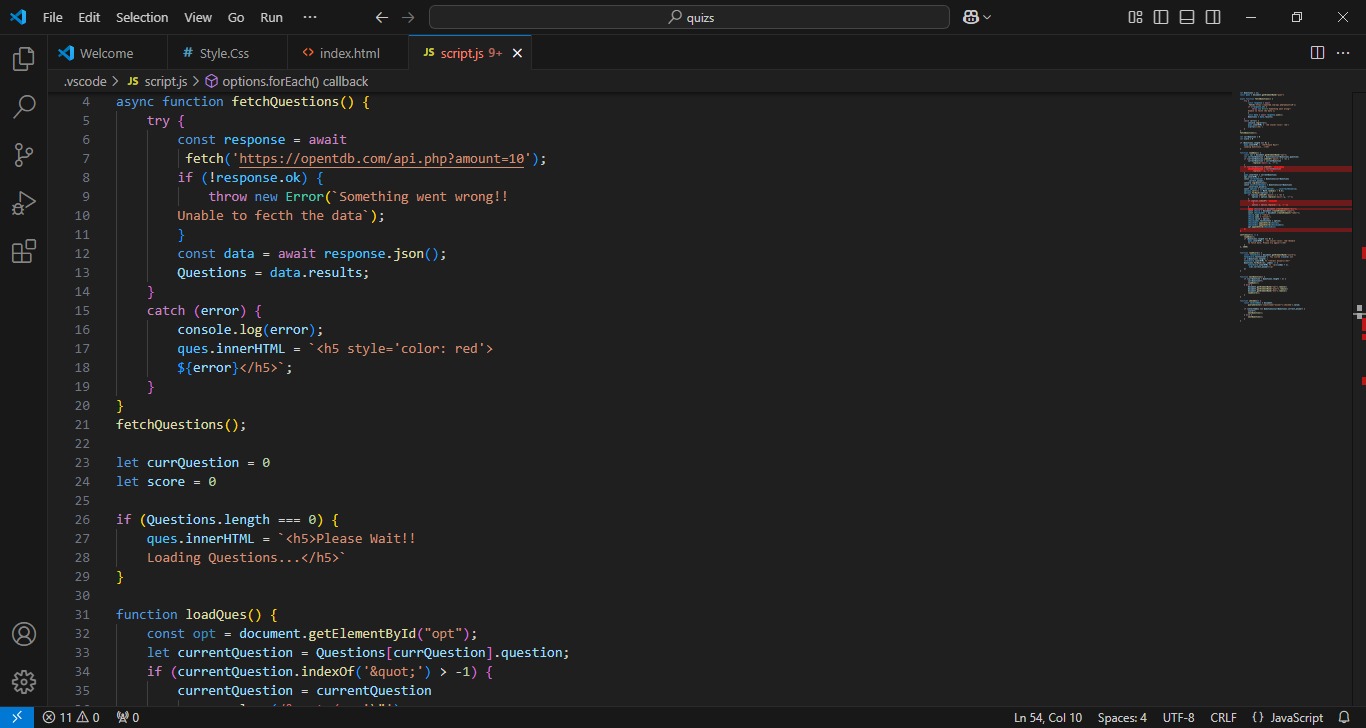 File Edit Selection View Go Run ··· quizs
Welcome # Style.Css <> index.html JS script.js 9+
.vscode > JS script.js > options.forEach() callback
4 async function fetchQuestions() {
5 try {
6 const response = await
7 fetch('https://opentdb.com/api.php?amount=10');
8 if (!response.ok) {
9 throw new Error(`Something went wrong!!
10 Unable to fecth the data`);
11 }
12 const data = await response.json();
13 Questions = data.results;
14 }
15 catch (error) {
16 console.log(error);
17 ques.innerHTML = `<h5 style='color: red'>
18 ${error}</h5>`;
19 }
20 }
21 fetchQuestions();
22
23 let currQuestion = 0
24 let score = 0
25
26 if (Questions.length === 0) {
27 ques.innerHTML = `<h5>Please Wait!!
28 Loading Questions...</h5>`
29 }
30
31 function loadQues() {
32 const opt = document.getElementById("opt");
33 let currentQuestion = Questions[currQuestion].question;
34 if (currentQuestion.indexOf('&quot;') > -1) {
35 currentQuestion = currentQuestion
11 0 0 Ln 54, Col 10 Spaces: 4 UTF-8 CRLF {} JavaScript